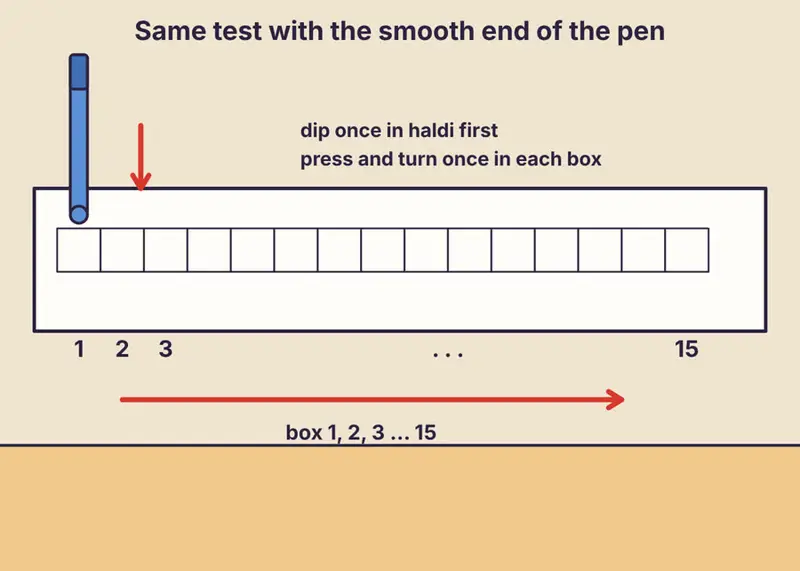 Same test with the smooth end of the pen
dip once in haldi first
press and turn once in each box
1 2 3 ... 15
box 1, 2, 3 ... 15